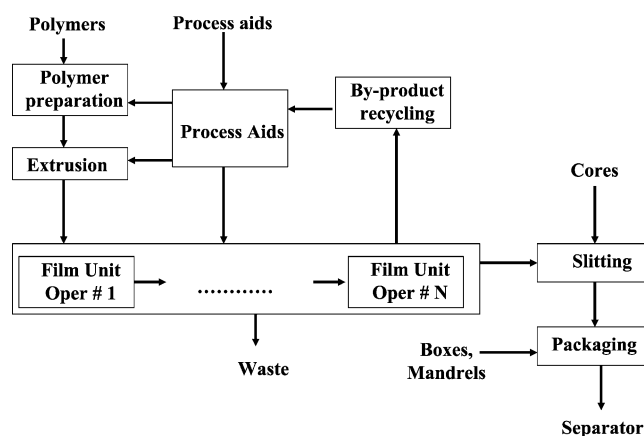 Polymers
Process aids
Polymer
preparation
Process Aids
By-product
recycling
Extrusion
Cores
Film Unit
Oper # 1
............
Film Unit
Oper # N
Slitting
Waste
Boxes,
Mandrels
Packaging
Separator